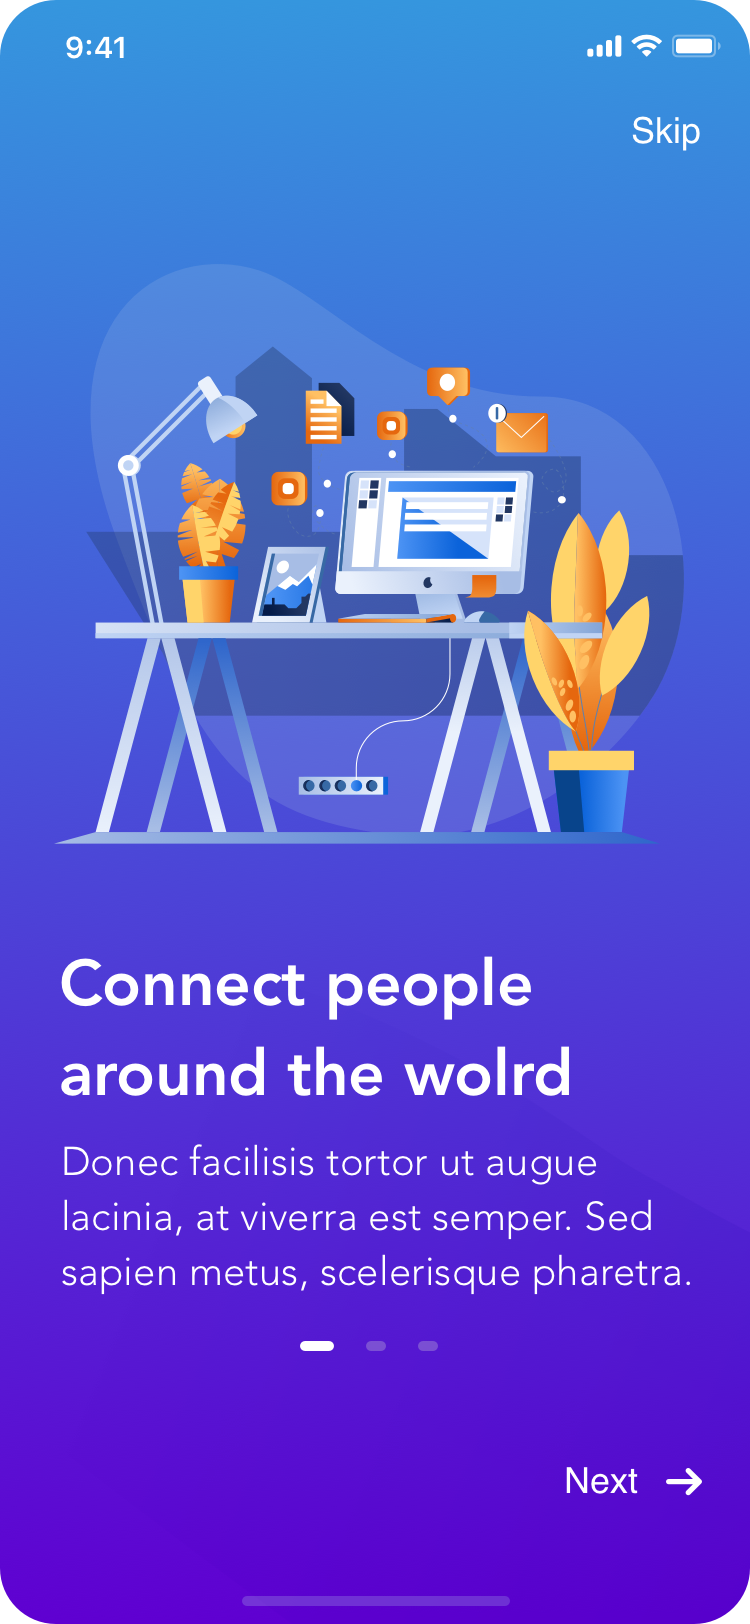 9:41
Skip
Connect people
around the wolrd
Donec facilisis tortor ut augue
lacinia, at viverra est semper. Sed
sapien metus, scelerisque pharetra.
Next